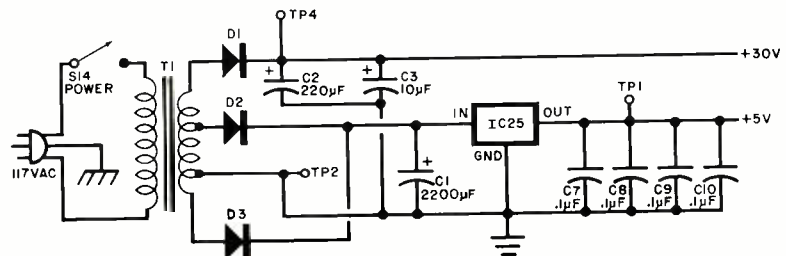 TP4
D1
+30V
S14
POWER
T1
+
C2
220µF
+
C3
10µF
TP1
D2
IN
IC25
OUT
+5V
GND
117VAC
TP2
+
C1
2200µF
C7
.1µF
C8
.1µF
C9
.1µF
C10
.1µF
D3